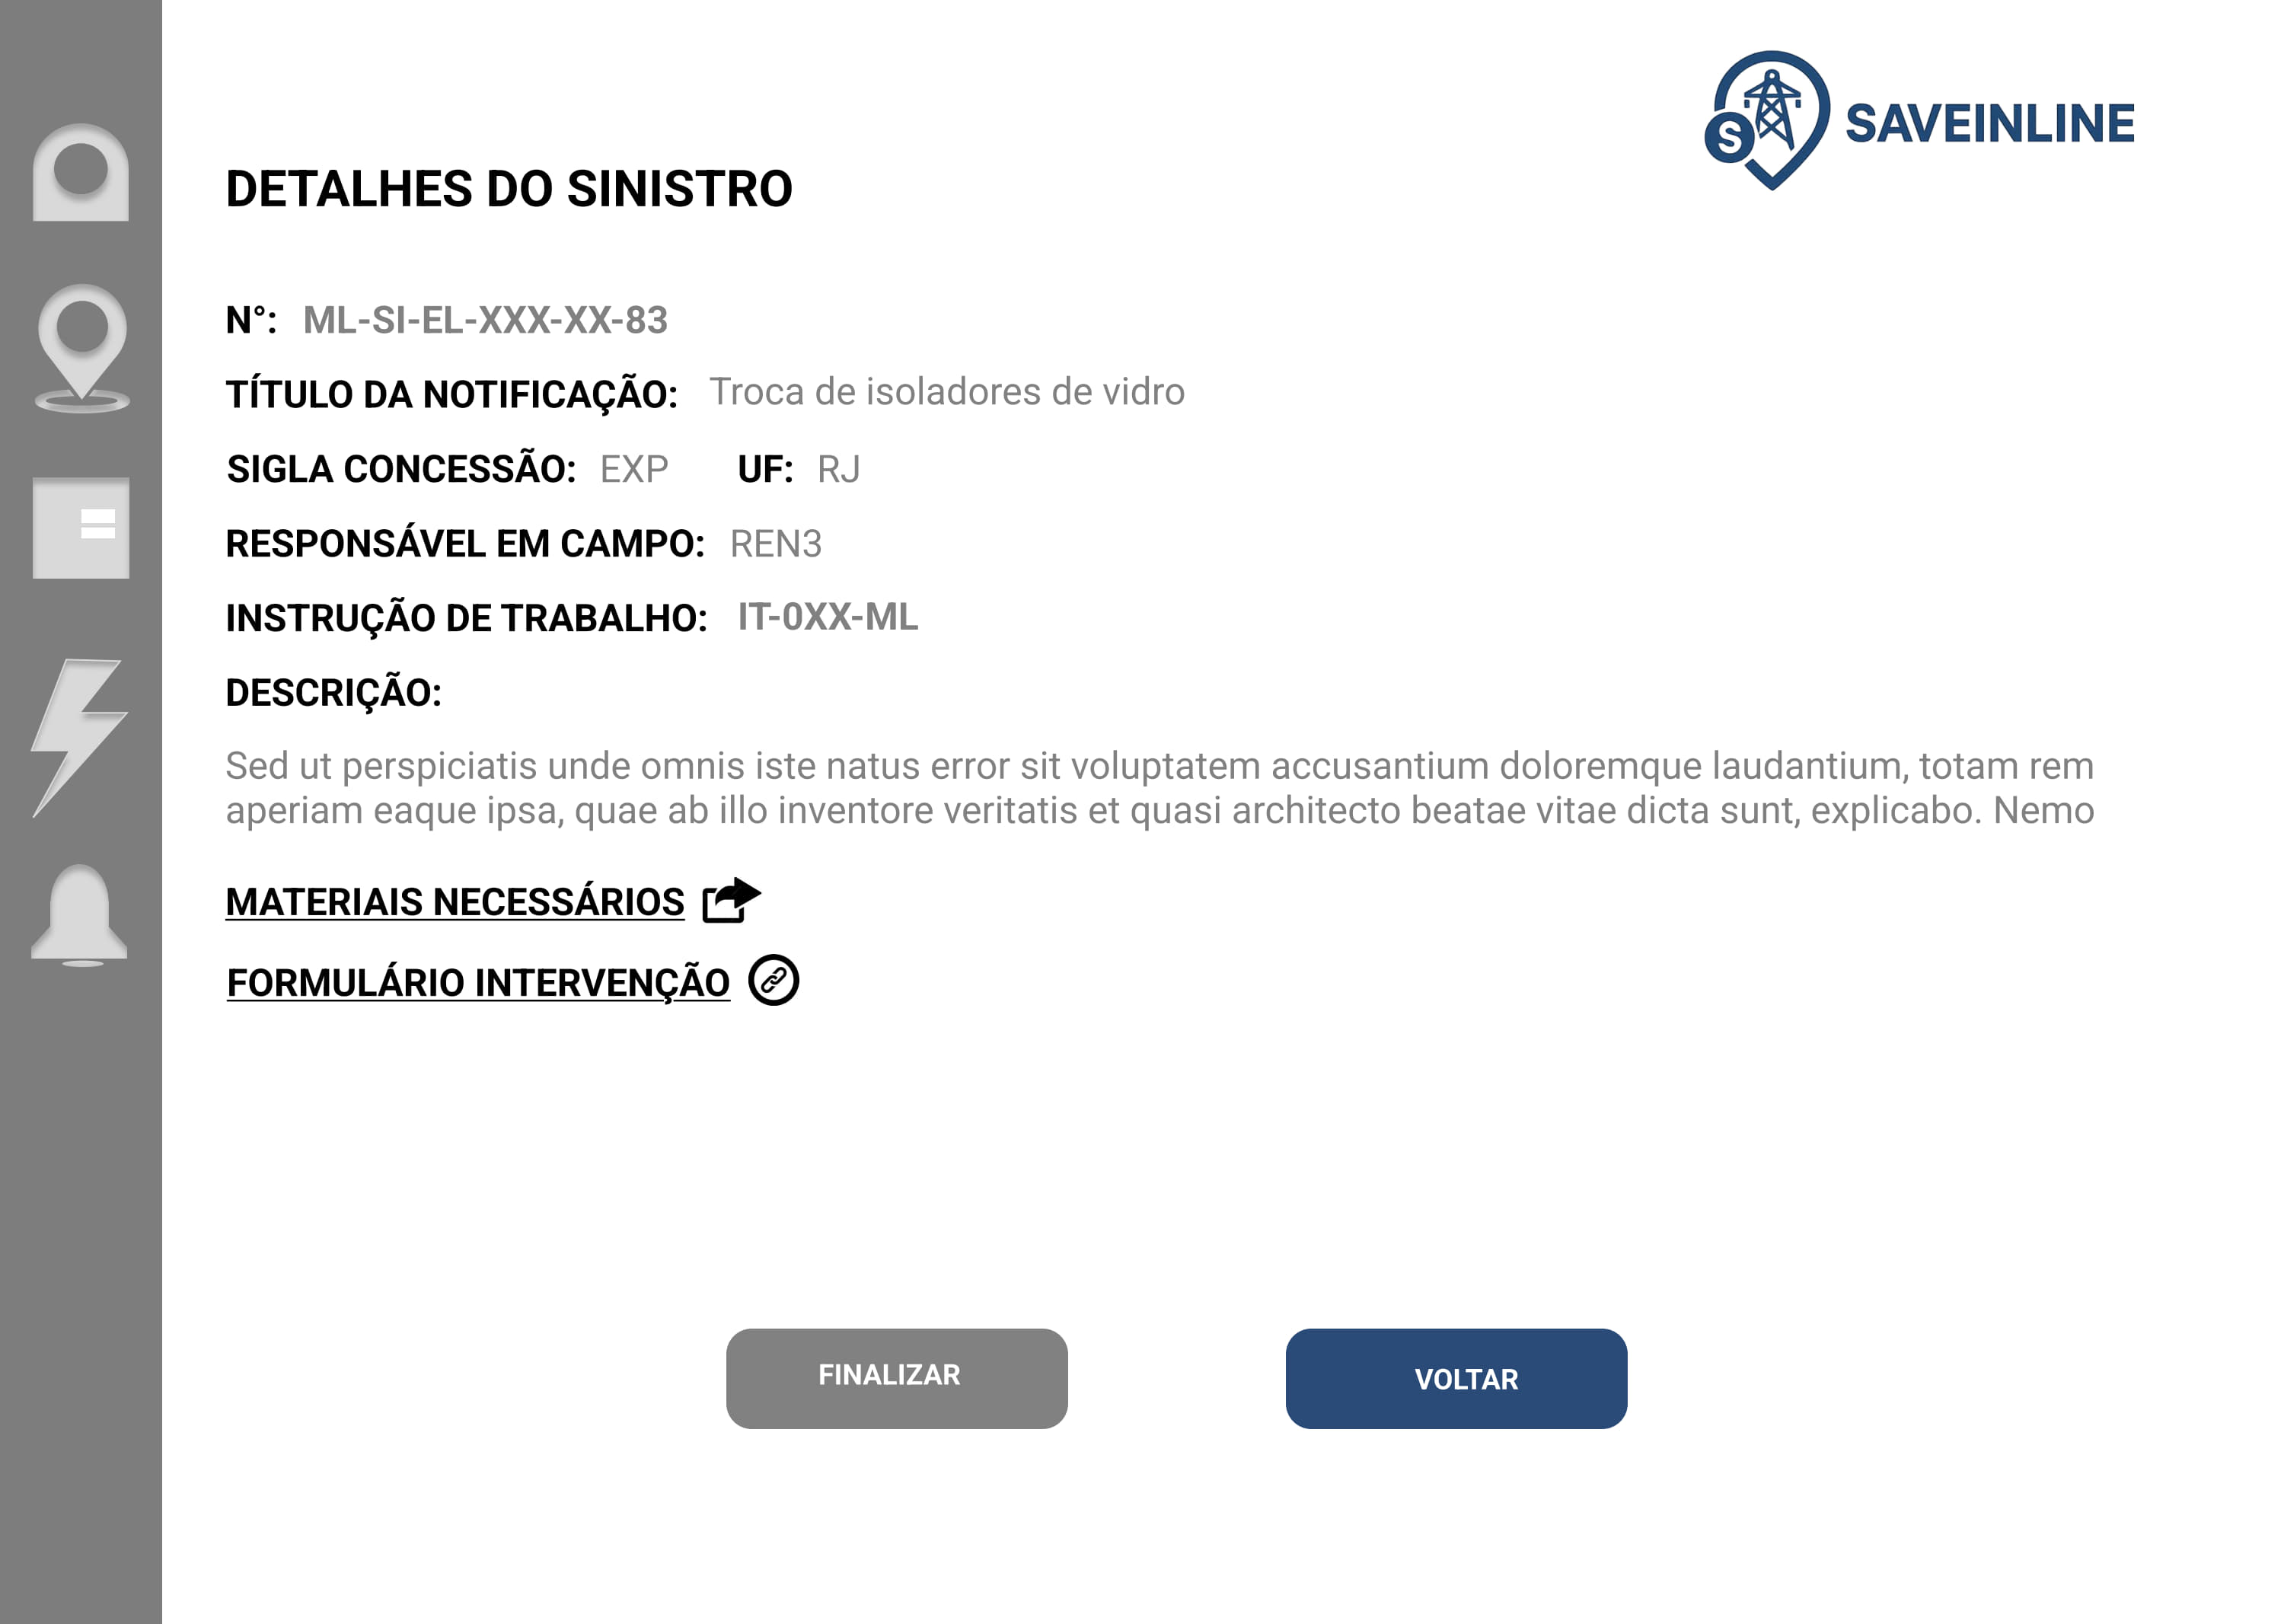 SAVEINLINE
DETALHES DO SINISTRO
N°: ML-SI-EL-XXX-XX-83
TÍTULO DA NOTIFICAÇÃO: Troca de isoladores de vidro
SIGLA CONCESSÃO: EXP UF: RJ
RESPONSÁVEL EM CAMPO: REN3
INSTRUÇÃO DE TRABALHO: IT-0XX-ML
DESCRIÇÃO:
Sed ut perspiciatis unde omnis iste natus error sit voluptatem accusantium doloremque laudantium, totam rem
aperiam eaque ipsa, quae ab illo inventore veritatis et quasi architecto beatae vitae dicta sunt, explicabo. Nemo
MATERIAIS NECESSÁRIOS
FORMULÁRIO INTERVENÇÃO
FINALIZAR
VOLTAR